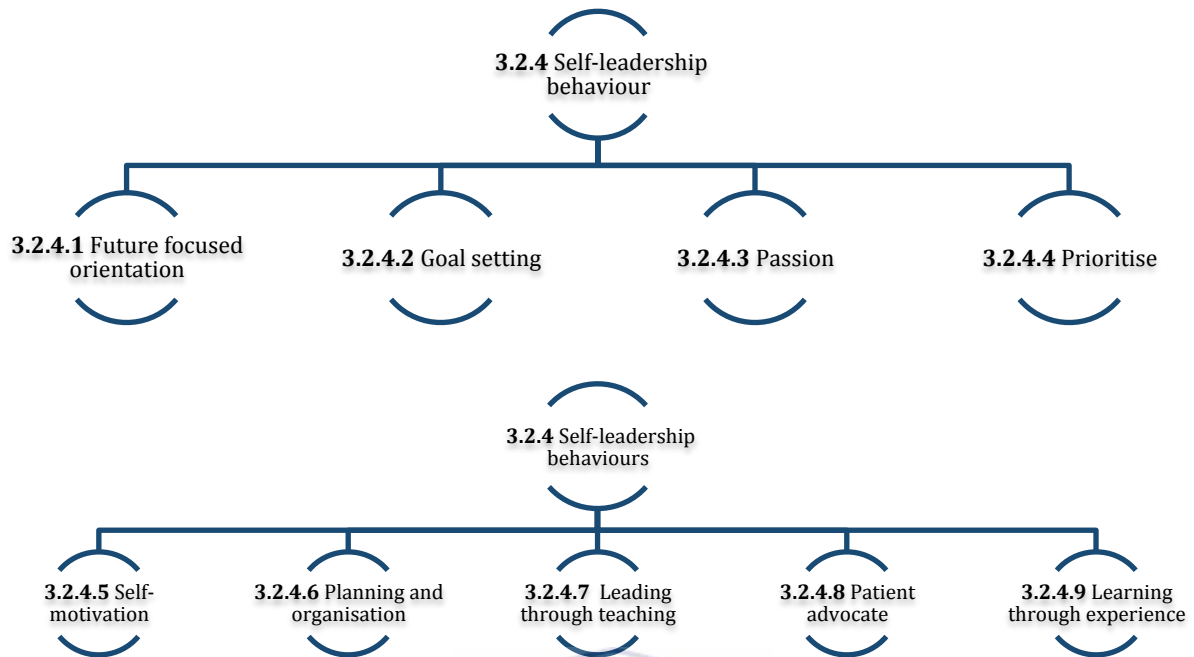 3.2.4 Self-leadership
behaviour
3.2.4.1 Future focused
orientation
3.2.4.2 Goal setting
3.2.4.3 Passion
3.2.4.4 Prioritise
3.2.4 Self-leadership
behaviours
3.2.4.5 Self-
motivation
3.2.4.6 Planning and
organisation
3.2.4.7 Leading
through teaching
3.2.4.8 Patient
advocate
3.2.4.9 Learning
through experience